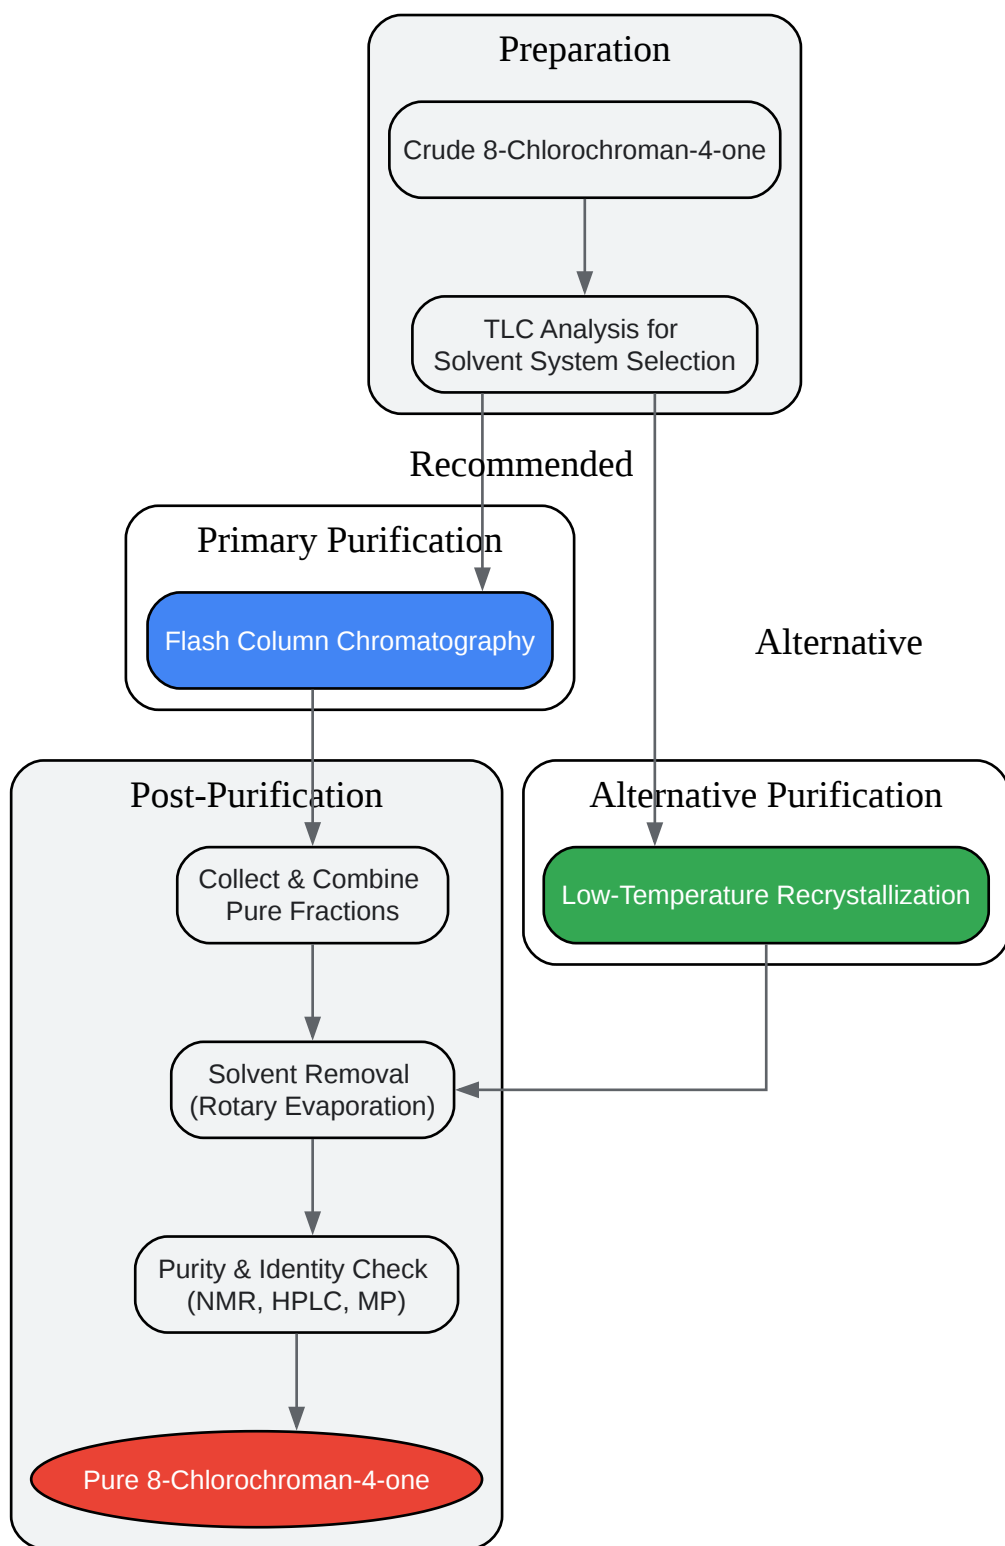 Preparation
Crude 8-Chlorochroman-4-one
TLC Analysis for
Solvent System Selection
Recommended
Primary Purification
Flash Column Chromatography
Alternative
Post-Purification
Alternative Purification
Collect & Combine
Pure Fractions
Low-Temperature Recrystallization
Solvent Removal
(Rotary Evaporation)
Purity & Identity Check
(NMR, HPLC, MP)
Pure 8-Chlorochroman-4-one